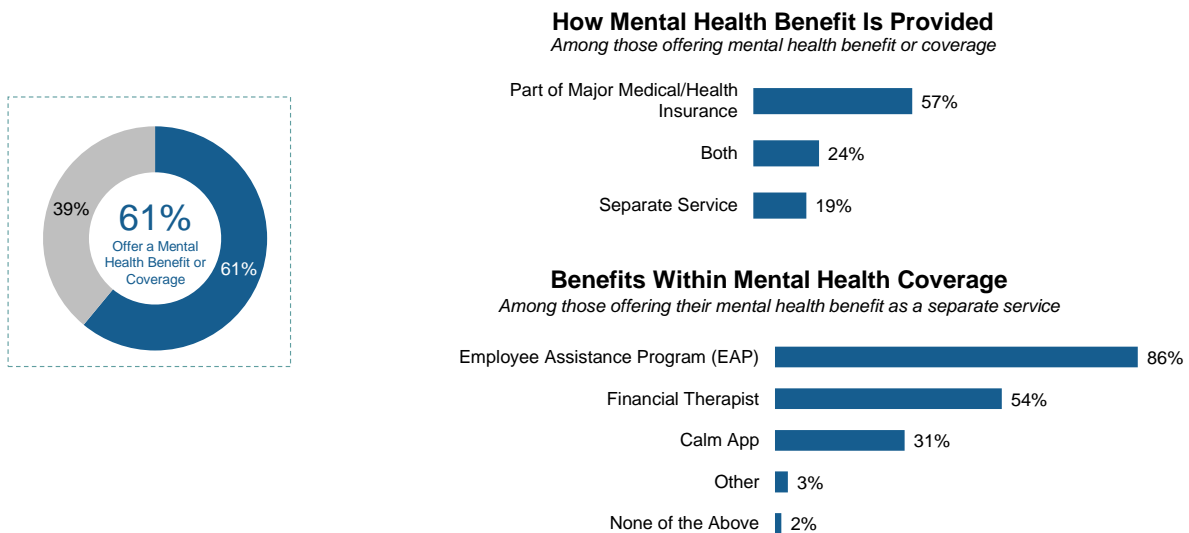 How Mental Health Benefit Is Provided
Among those offering mental health benefit or coverage
Part of Major Medical/Health
Insurance
57%
Both
24%
Separate Service
19%
39%
61%
Offer a Mental
Health Benefit or
Coverage
61%
Benefits Within Mental Health Coverage
Among those offering their mental health benefit as a separate service
Employee Assistance Program (EAP)
86%
Financial Therapist
54%
Calm App
31%
Other
3%
None of the Above
2%